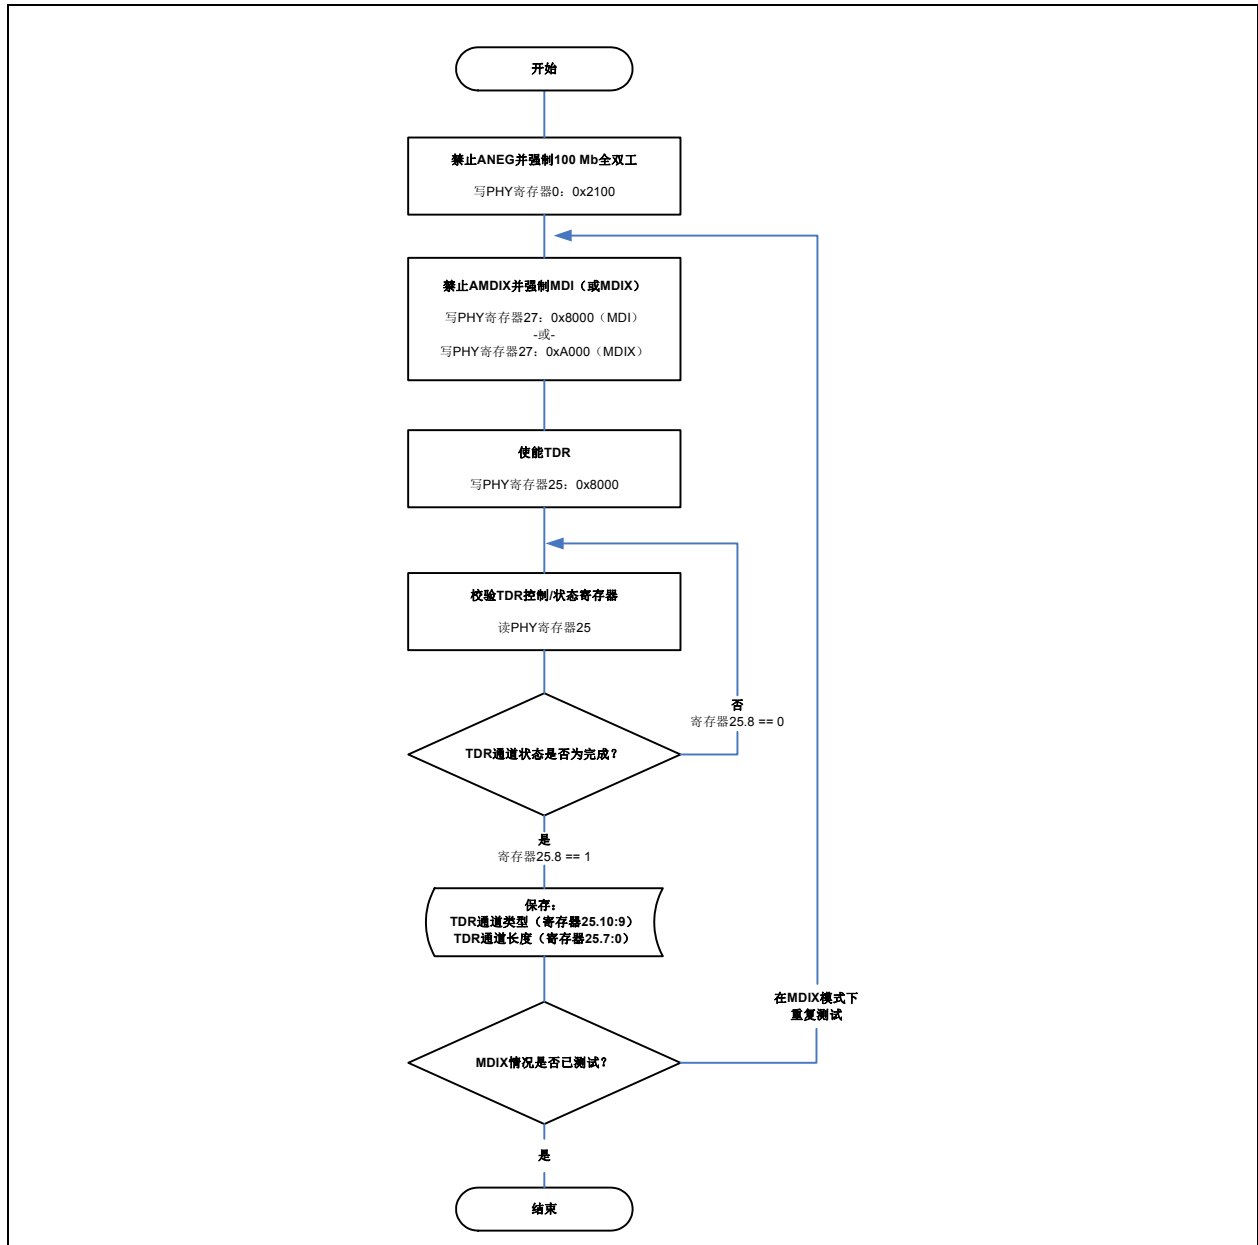 开始
禁止ANEG并强制100 Mb全双工
写PHY寄存器0：0x2100
禁止AMDIX并强制MDI（或MDIX）
写PHY寄存器27：0x8000（MDI）
-或-
写PHY寄存器27：0xA000（MDIX）
使能TDR
写PHY寄存器25：0x8000
校验TDR控制/状态寄存器
读PHY寄存器25
否
寄存器25.8 == 0
TDR通道状态是否为完成？
是
寄存器25.8 == 1
保存：
TDR通道类型（寄存器25.10:9）
TDR通道长度（寄存器25.7:0）
在MDIX模式下
重复测试
MDIX情况是否已测试？
是
结束